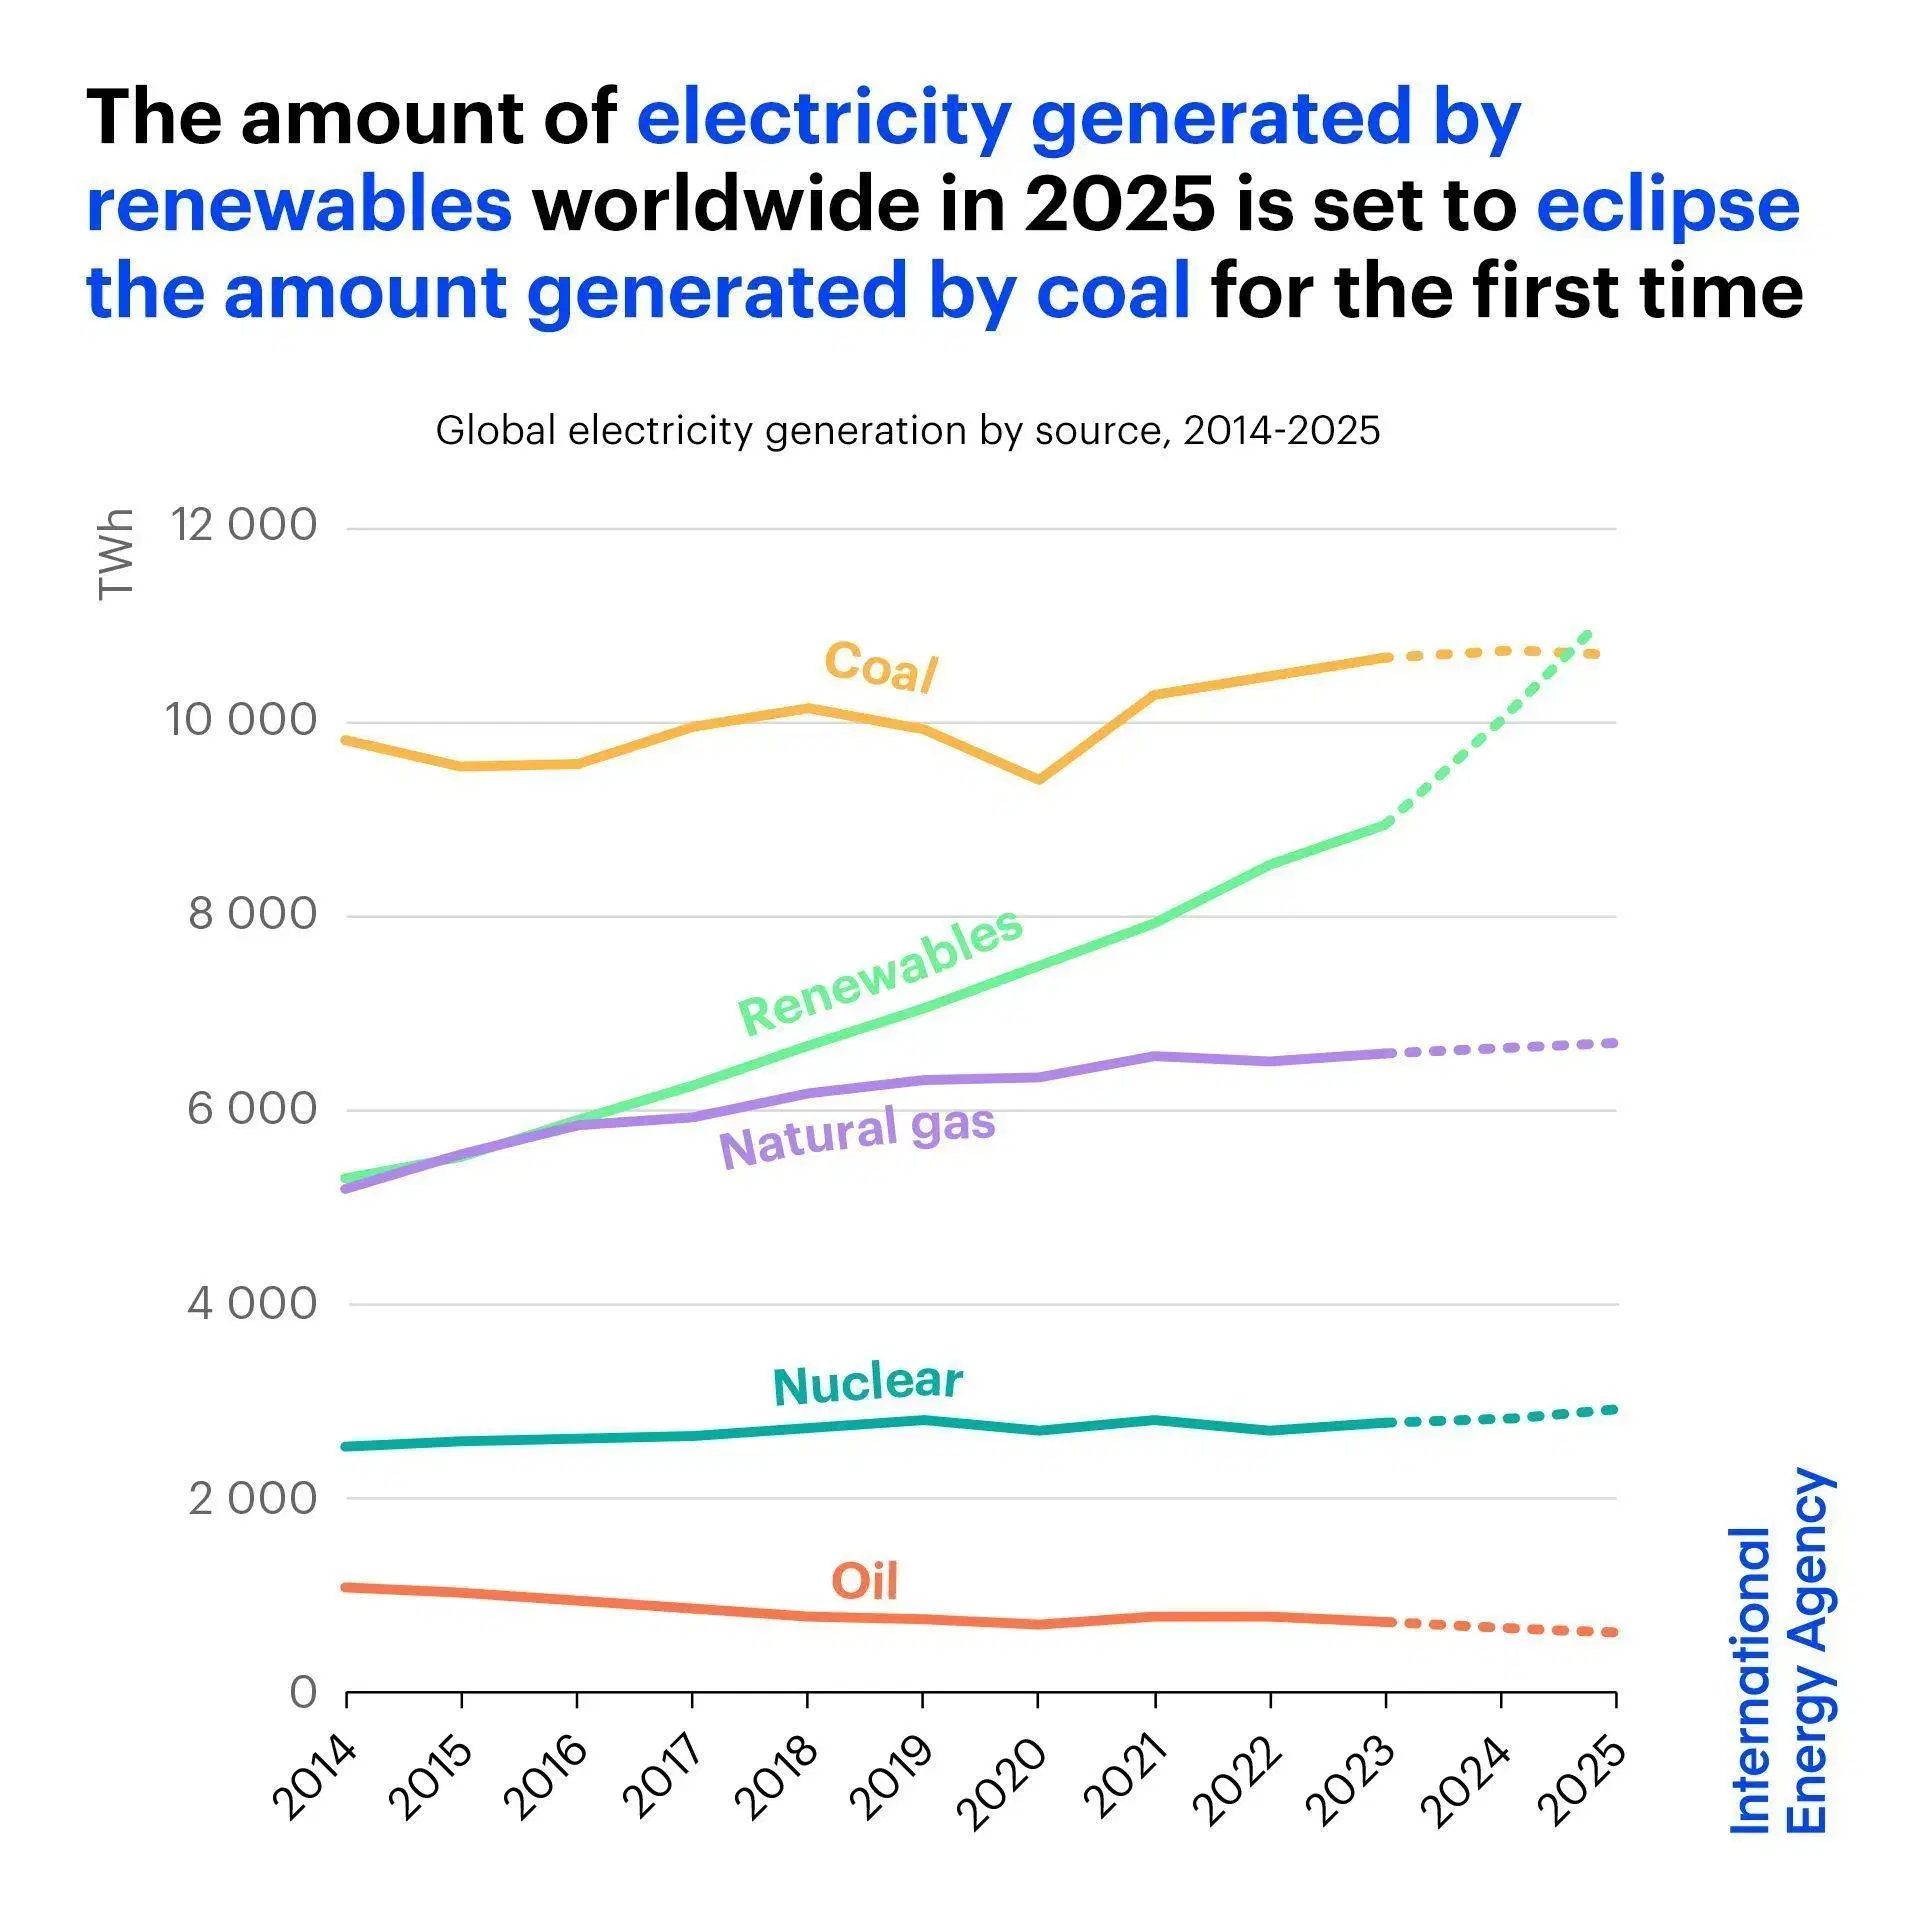 The amount of electricity generated by
renewables worldwide in 2025 is set to eclipse
the amount generated by coal for the first time
Global electricity generation by source, 2014-2025
TWh
12 000
10 000
8 000
6 000
4 000
2 000
0
Coal
Renewables
Natural gas
Nuclear
Oil
2014
2015
2016
2017
2018
2019
2020
2021
2022
2023
2024
2025
International
Energy Agency